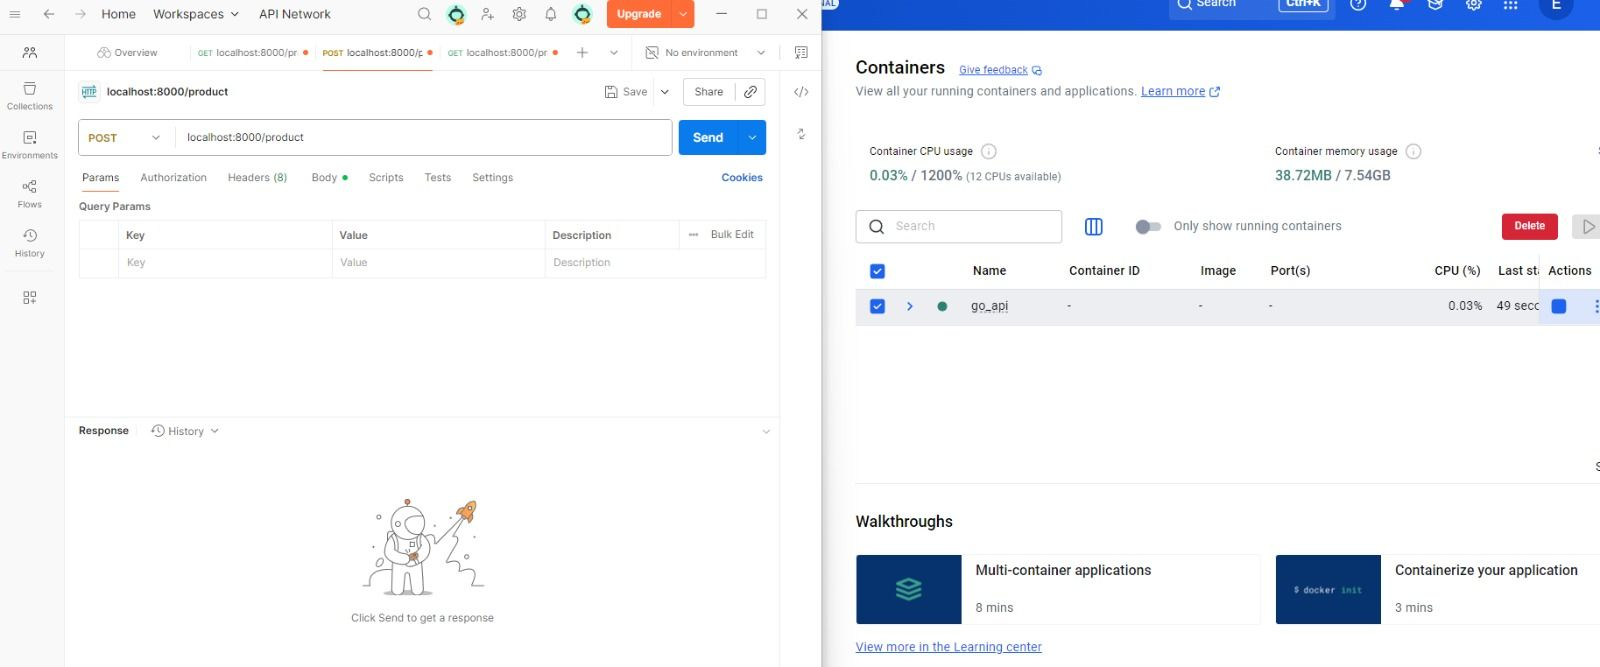 Home Workspaces API Network Upgrade
Overview GET localhost:8000/pr POST localhost:8000/p GET localhost:8000/pr No environment
HTTP localhost:8000/product Save Share
POST localhost:8000/product Send
Params Authorization Headers (8) Body Scripts Tests Settings Cookies
Query Params
Key Value Description Bulk Edit
Key Value Description
Response History
Click Send to get a response
Collections
Environments
Flows
History
Search Ctrl+K E
Containers Give feedback
View all your running containers and applications. Learn more
Container CPU usage
0.03% / 1200% (12 CPUs available)
Container memory usage
38.72MB / 7.54GB
Search Only show running containers Delete
Name Container ID Image Port(s) CPU (%) Last sta Actions
go_api - - - 0.03% 49 seco
Walkthroughs
Multi-container applications
8 mins
$ docker init
Containerize your application
3 mins
View more in the Learning center